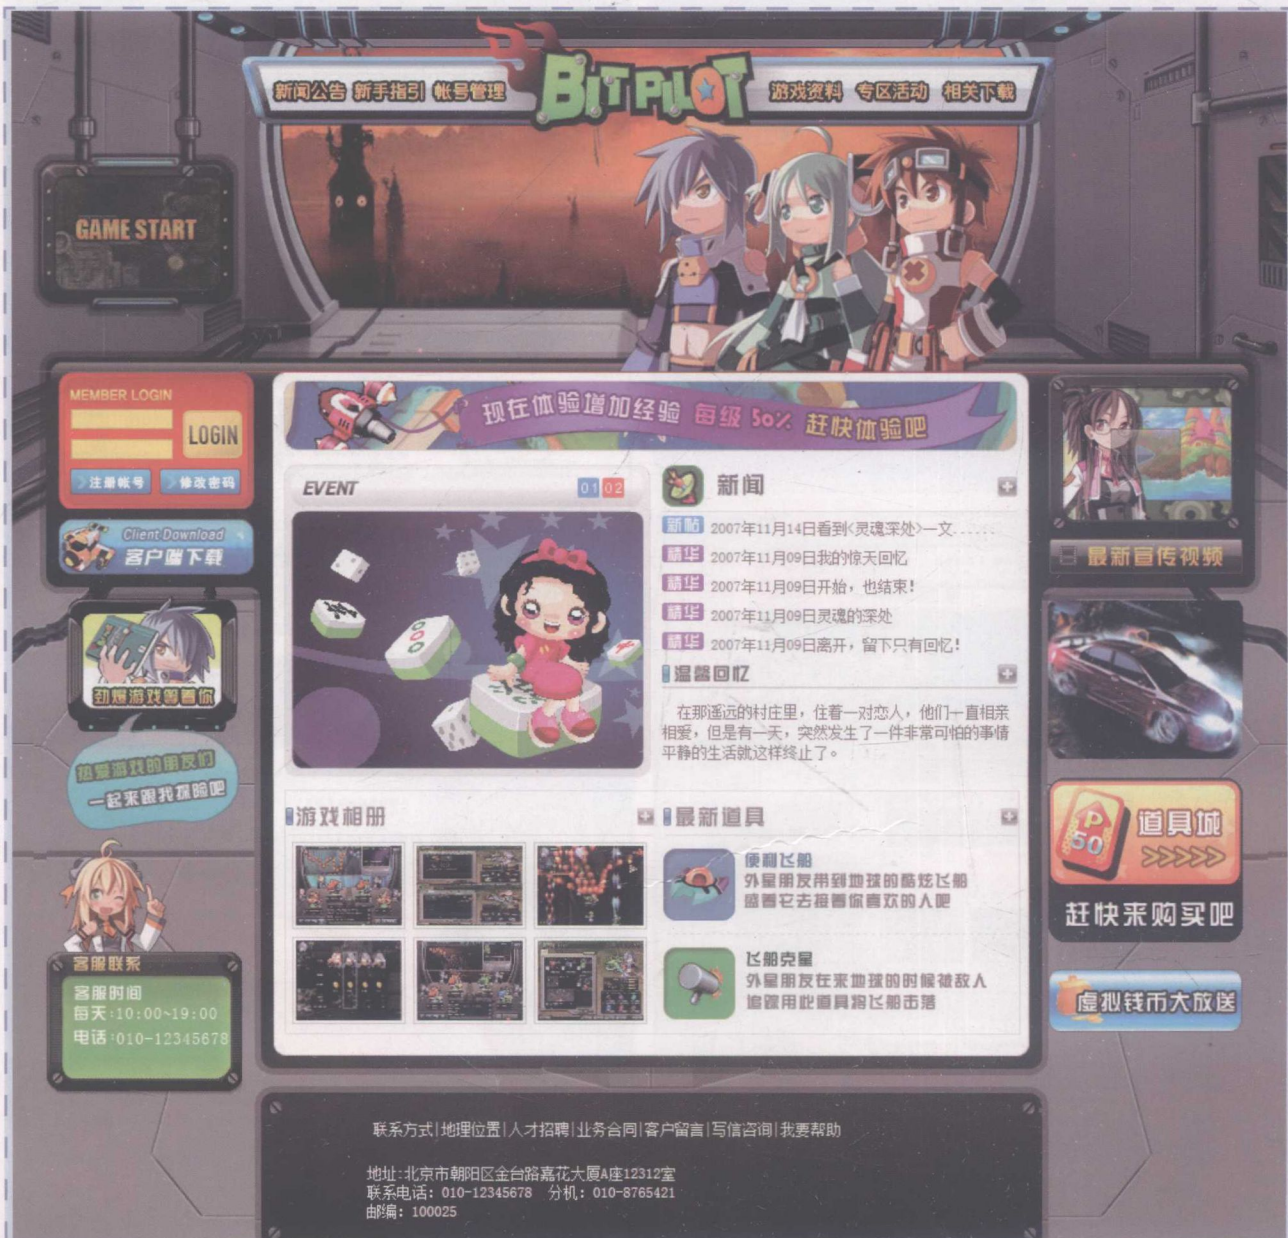 新闻公告 新手指引 帐号管理 BITPILOT 游戏资料 专区活动 相关下载
GAME START
MEMBER LOGIN
LOGIN
注册帐号 修改密码
Client Download
客户端下载
劲爆游戏等着你
热爱游戏的朋友们
一起来跟我探险吧
客服联系
客服时间
每天:10:00~19:00
电话:010-12345678
现在体验增加经验 每级 50% 赶快体验吧
EVENT 01 02
新闻
新帖 2007年11月14日看到<灵魂深处>一文......
精华 2007年11月09日我的惊天回忆
精华 2007年11月09日开始，也结束!
精华 2007年11月09日灵魂的深处
精华 2007年11月09日离开，留下只有回忆!
温馨回忆
在那遥远的村庄里，住着一对恋人，他们一直相亲
相爱，但是有一天，突然发生了一件非常可怕的事情
平静的生活就这样终止了。
游戏相册
最新道具
便利飞船
外星朋友带到地球的酷炫飞船
盛着它去接着你喜欢的人吧
飞船克星
外星朋友在来地球的时候被敌人
追踪用此道具将飞船击落
最新宣传视频
P
50
道具城
赶快来购买吧
虚拟钱币大放送
联系方式|地理位置|人才招聘|业务合同|客户留言|写信咨询|我要帮助
地址:北京市朝阳区金台路嘉花大厦A座12312室
联系电话: 010-12345678 分机: 010-8765421
邮编: 100025